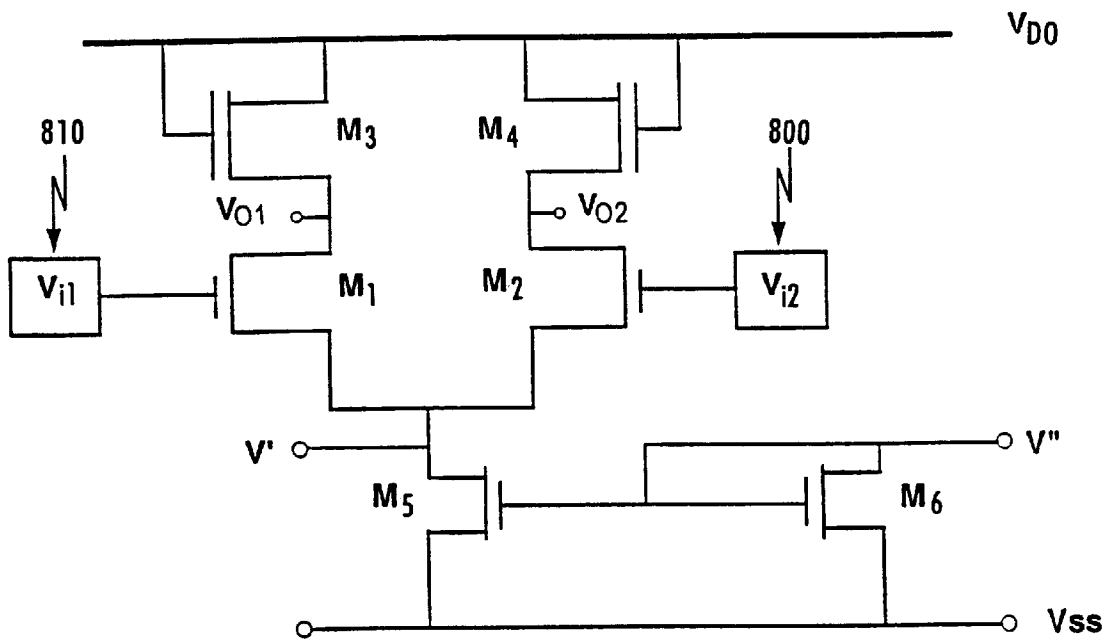 V_D0
810
M_3
M_4
800
V_O1
V_O2
V_i1
M_1
M_2
V_i2
V'
V"
M_5
M_6
Vss